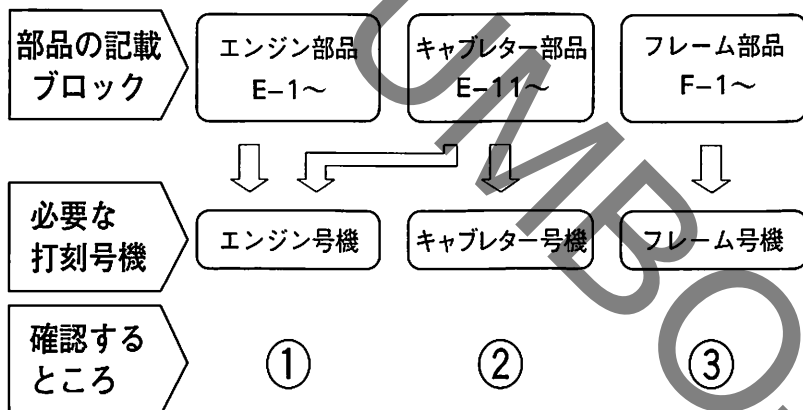 部品の記載
ブロック
エンジン部品
E-1～
キャブレター部品
E-11～
フレーム部品
F-1～
必要な
打刻号機
エンジン号機
キャブレター号機
フレーム号機
確認する
ところ
①
②
③
UMBO